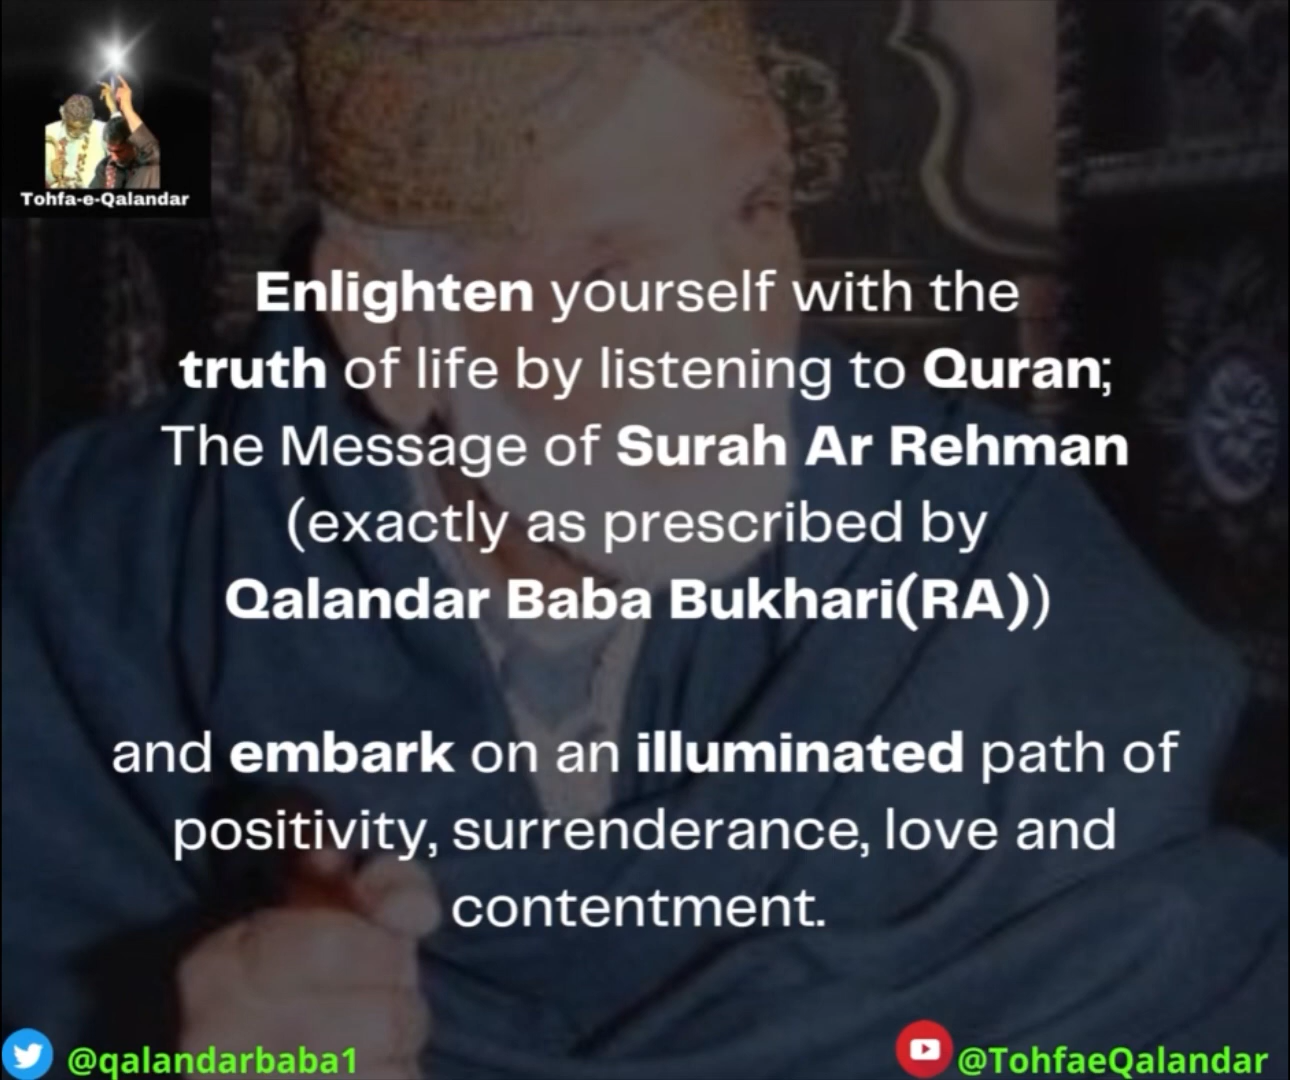 Tohfa-e-Qalandar
Enlighten yourself with the
truth of life by listening to Quran;
The Message of Surah Ar Rehman
(exactly as prescribed by
Qalandar Baba Bukhari(RA))
and embark on an illuminated path of
positivity, surrenderance, love and
contentment.
@qalandarbaba1
@TohfaeQalandar